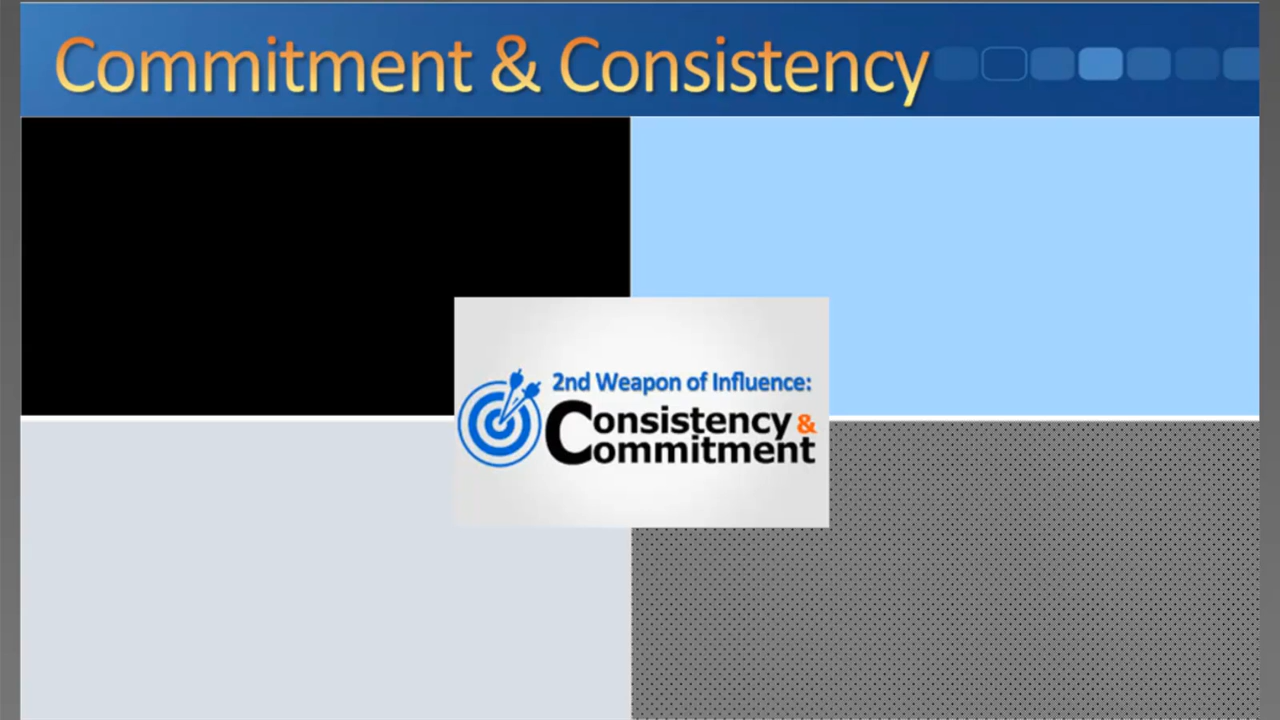 Commitment & Consistency
2nd Weapon of Influence:
Consistency &
Commitment